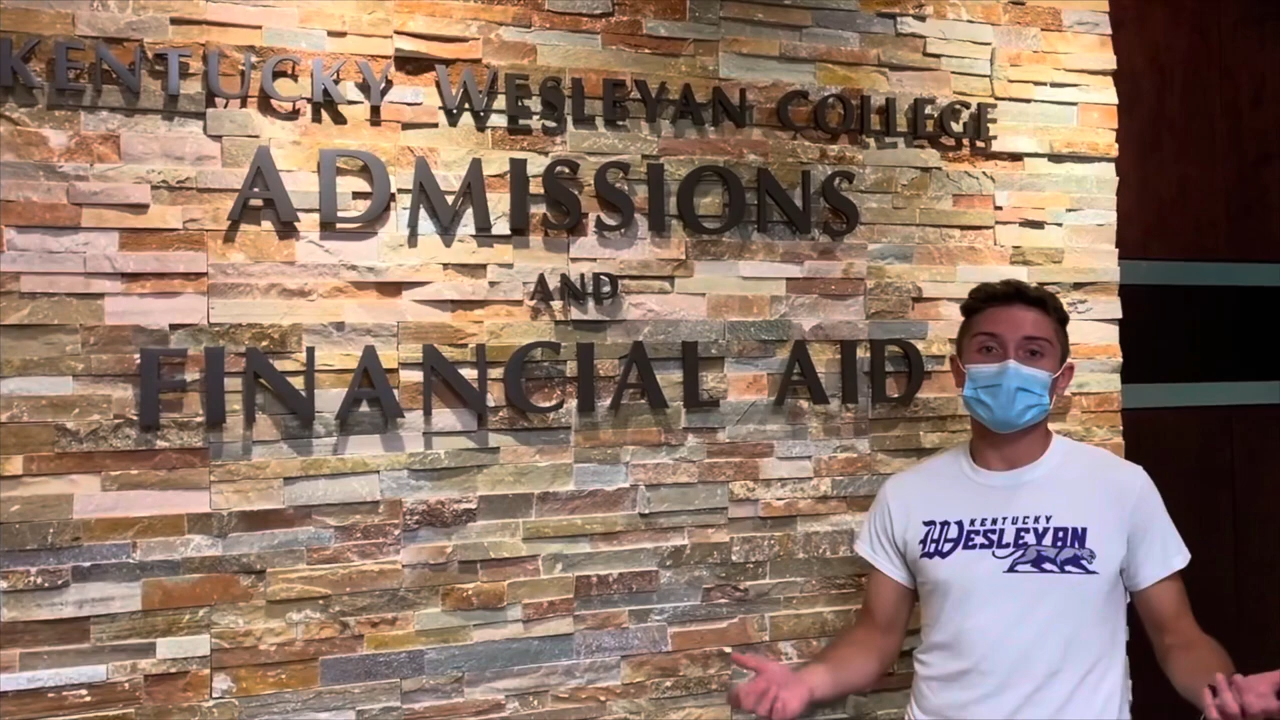 KENTUCKY WESLEYAN COLLEGE
ADMISSIONS
AND
FINANCIAL AID
KENTUCKY
WESLEYAN